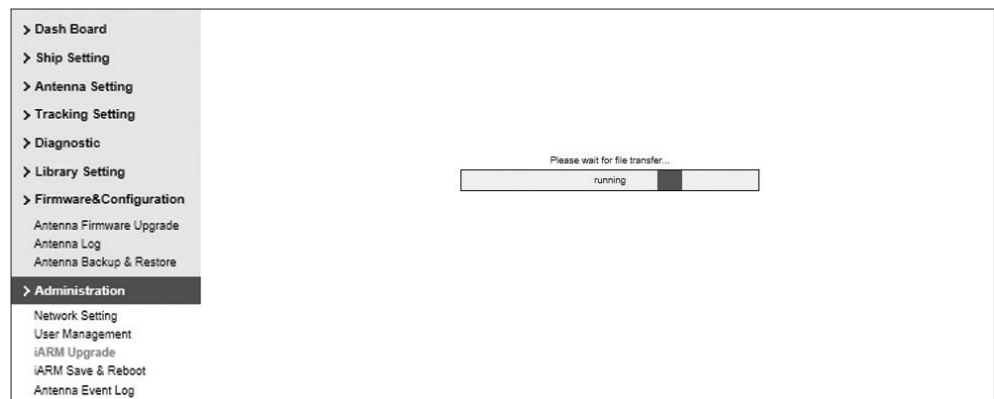 > Dash Board
> Ship Setting
> Antenna Setting
> Tracking Setting
> Diagnostic
> Library Setting
> Firmware&Configuration
Antenna Firmware Upgrade
Antenna Log
Antenna Backup & Restore
> Administration
Network Setting
User Management
iARM Upgrade
iARM Save & Reboot
Antenna Event Log
Please wait for file transfer...
running